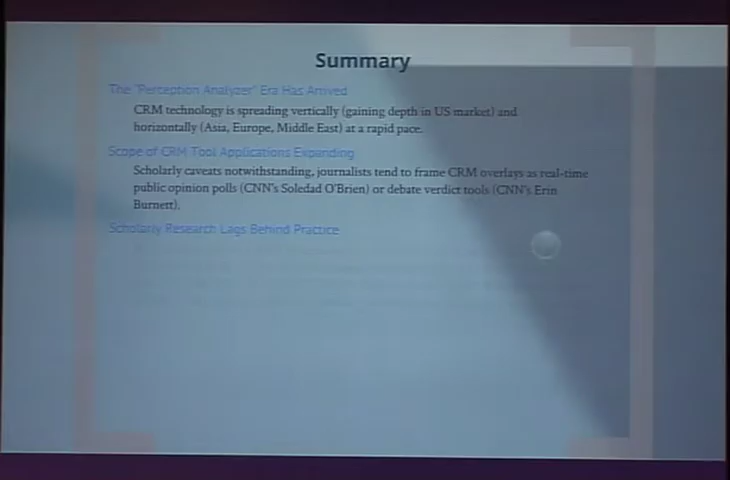 Summary
The "Perception Analyzer" Era Has Arrived
CRM technology is spreading vertically (gaining depth in US market) and
horizontally (Asia, Europe, Middle East) at a rapid pace.
Scope of CRM Tool Applications Expanding
Scholarly caveats notwithstanding, journalists tend to frame CRM overlays as real-time
public opinion polls (CNN's Soledad O'Brien) or debate verdict tools (CNN's Erin
Burnett).
Scholarly Research Lags Behind Practice